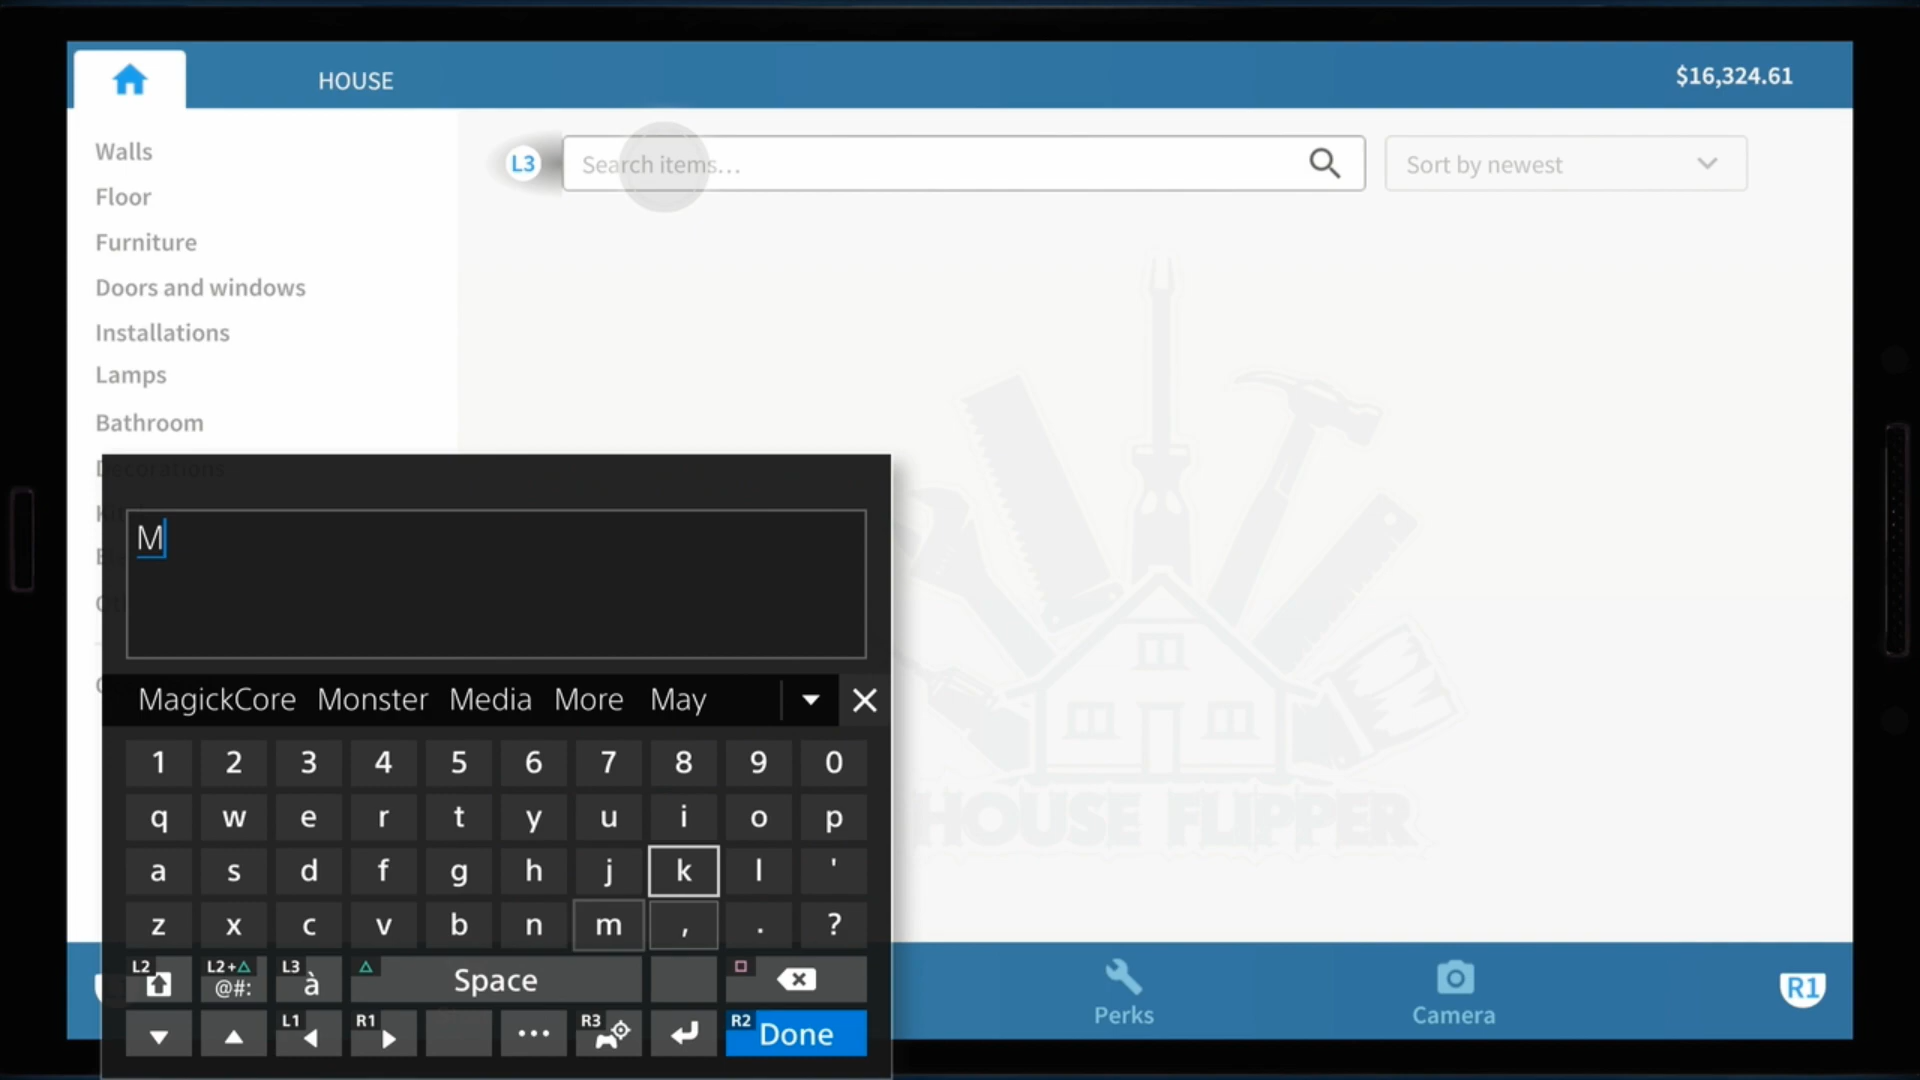 HOUSE
$16,324.61
L3
Search items...
Sort by newest
Walls
Floor
Furniture
Doors and windows
Installations
Lamps
Bathroom
Decorations
M
MagickCore Monster Media More May
1 2 3 4 5 6 7 8 9 0
q w e r t y u i o p
a s d f g h j k l '
z x c v b n m , . ?
L2 L2+△ @#: L3 à △ Space □
L1 R1 ... R3 R2 Done
HOUSE FLIPPER
Perks
Camera
R1